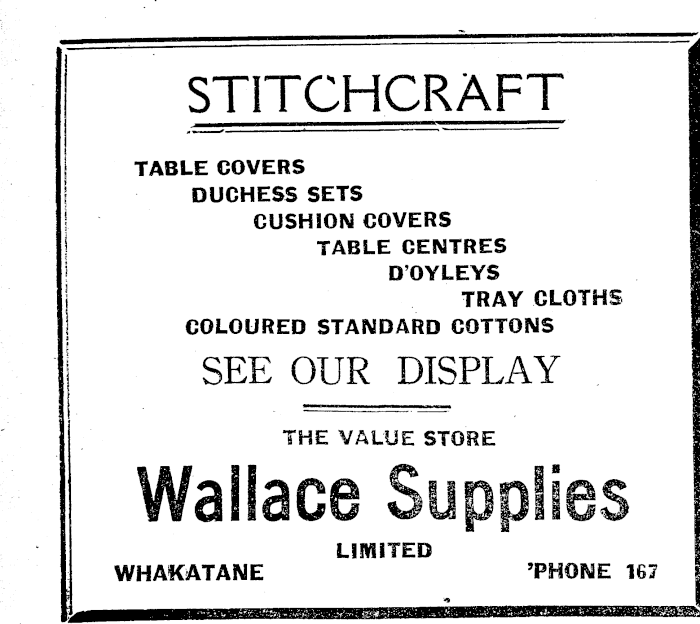 STITCHCRAFT
TABLE COVERS
DUCHESS SETS
CUSHION COVERS
TABLE CENTRES
D'OYLEYS
TRAY CLOTHS
COLOURED STANDARD COTTONS
SEE OUR DISPLAY
THE VALUE STORE
Wallace Supplies
LIMITED
WHAKATANE 'PHONE 167